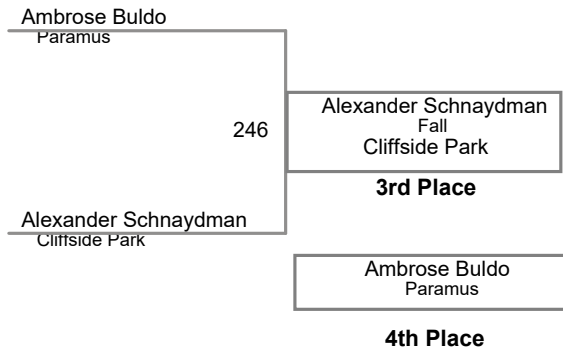 Ambrose Buldo
Paramus
246
Alexander Schnaydman
Fall
Cliffside Park
3rd Place
Alexander Schnaydman
Cliffside Park
Ambrose Buldo
Paramus
4th Place